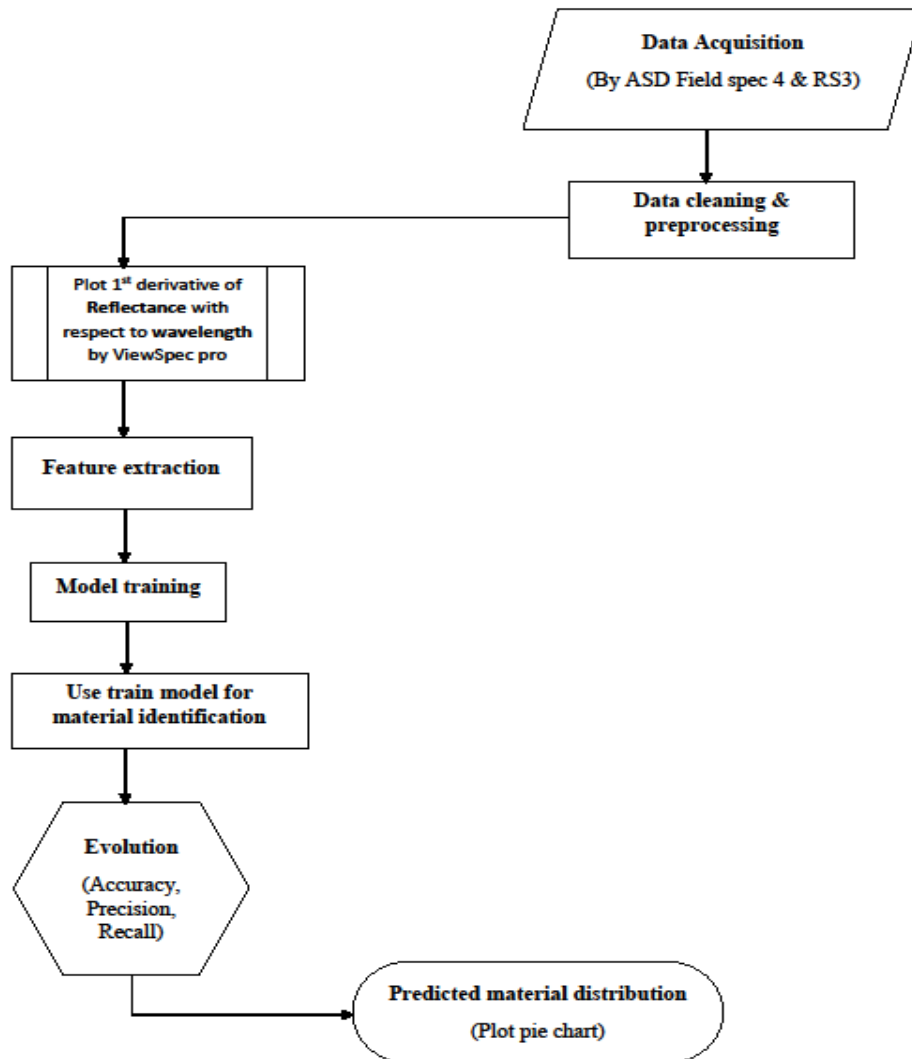 Data Acquisition
(By ASD Field spec 4 & RS3)
Data cleaning &
preprocessing
Plot 1st derivative of
Reflectance with
respect to wavelength
by ViewSpec pro
Feature extraction
Model training
Use train model for
material identification
Evolution
(Accuracy,
Precision,
Recall)
Predicted material distribution
(Plot pie chart)